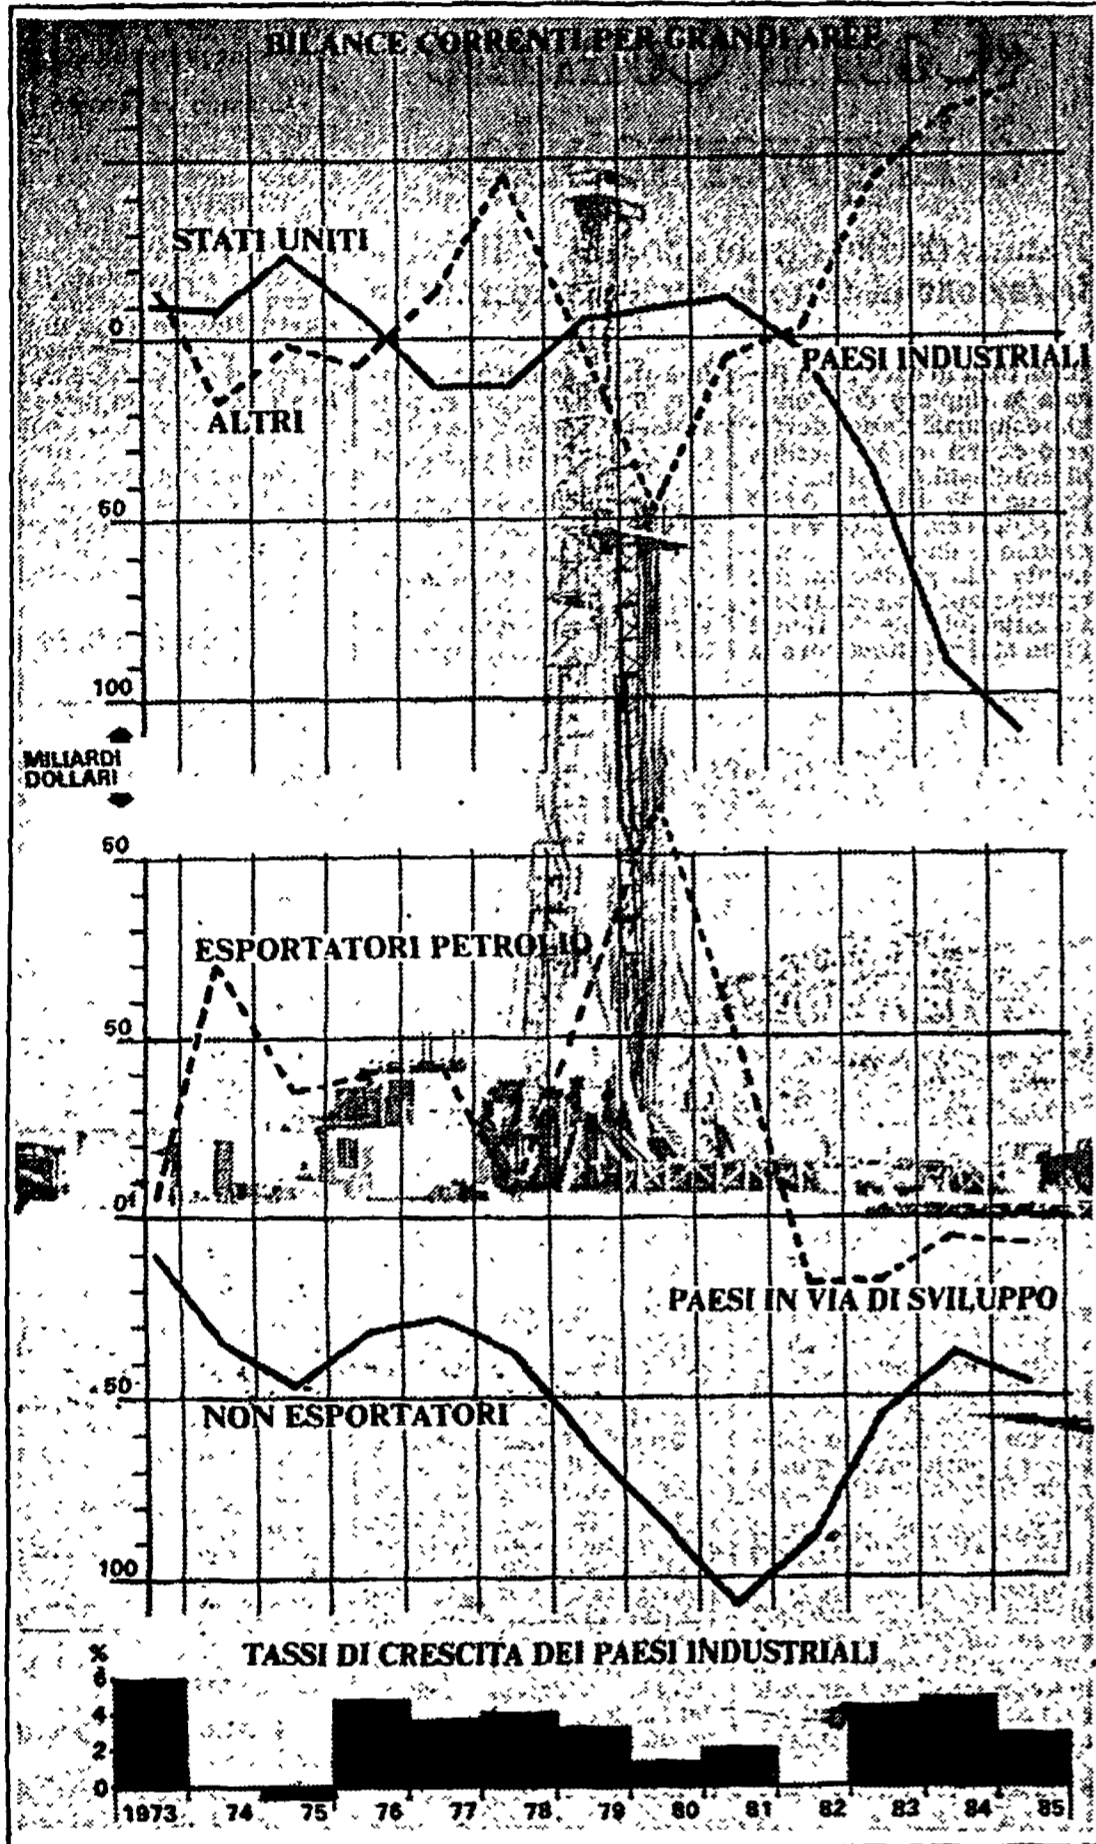 BILANCE CORRENTI PER GRANDI AREE
STATI UNITI
0
PAESI INDUSTRIALI
ALTRI
50
100
MILIARDI
DOLLARI
50
ESPORTATORI PETROLIO
50
0
PAESI IN VIA DI SVILUPPO
50
NON ESPORTATORI
100
TASSI DI CRESCITA DEI PAESI INDUSTRIALI
%
6
4
2
0
1973 74 75 76 77 78 79 80 81 82 83 84 85